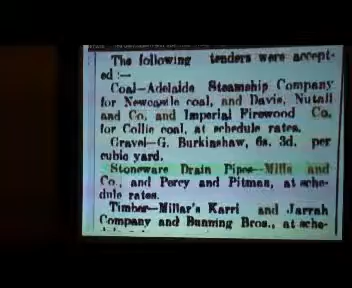 The following tenders were accept-
ed :—
Coal—Adelaide Steamship Company
for Newcastle coal, and Davis, Nutall
and Co. and Imperial Firewood Co.
for Collie coal, at schedule rates.
Gravel—G. Burkinshaw, 6s. 3d. per
cubic yard.
Stoneware Drain Pipes—Mills and
Co., and Percy and Pitman, at sche-
dule rates.
Timber—Millar's Karri and Jarrah
Company and Bunning Bros., at sche-